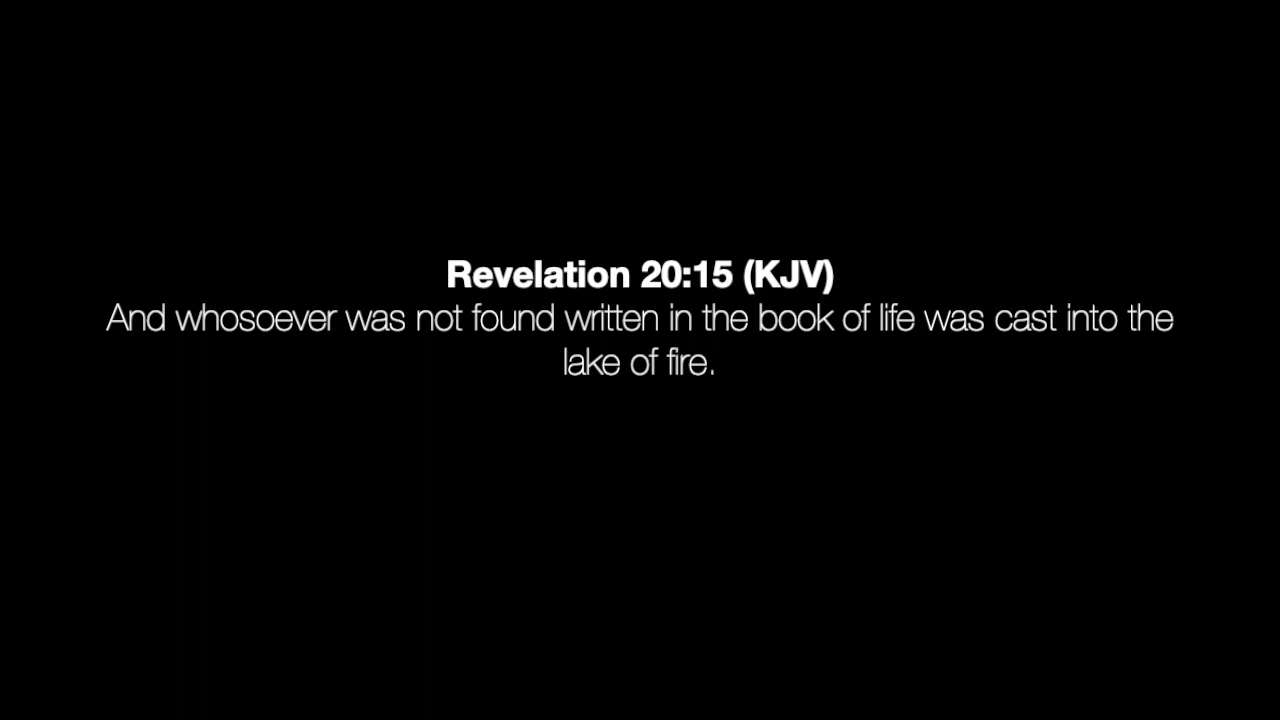 Revelation 20:15 (KJV)
And whosoever was not found written in the book of life was cast into the
lake of fire.